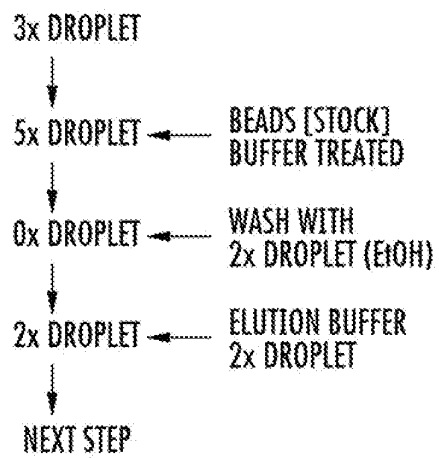 3x DROPLET
5x DROPLET
BEADS [STOCK]
BUFFER TREATED
0x DROPLET
WASH WITH
2x DROPLET (EtOH)
2x DROPLET
ELUTION BUFFER
2x DROPLET
NEXT STEP